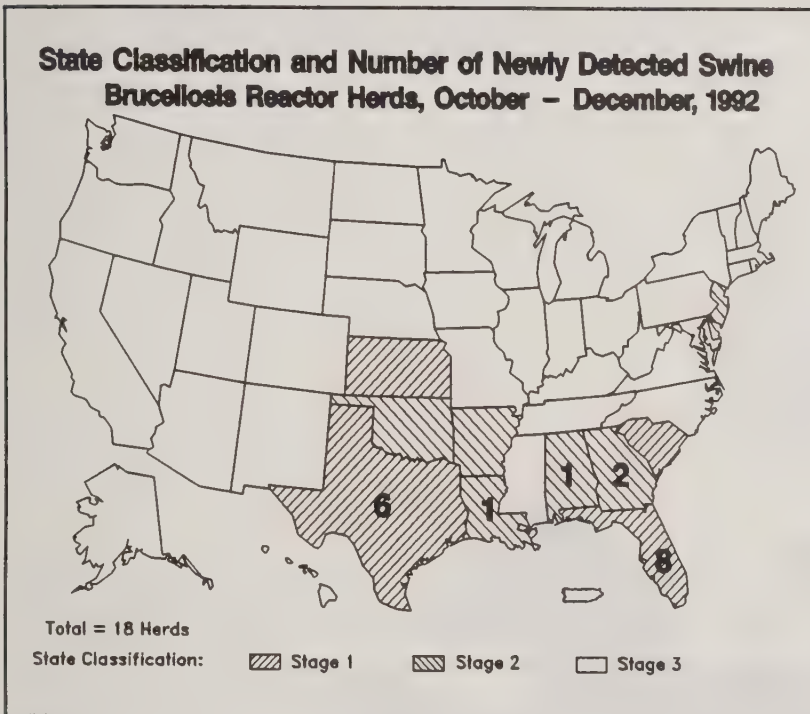 State Classification and Number of Newly Detected Swine
Brucellosis Reactor Herds, October – December, 1992
6
1
1
2
8
Total = 18 Herds
State Classification: Stage 1 Stage 2 Stage 3